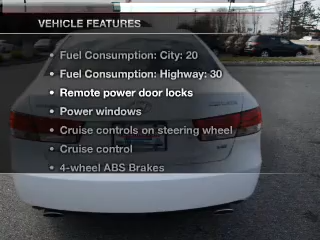 VEHICLE FEATURES
• Fuel Consumption: City: 20
• Fuel Consumption: Highway: 30
• Remote power door locks
• Power windows
• Cruise controls on steering wheel
• Cruise control
• 4-wheel ABS Brakes